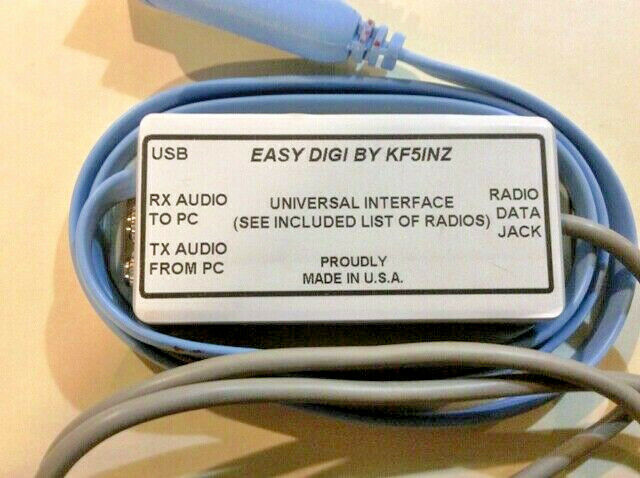 USB
EASY DIGI BY KF5INZ
RX AUDIO
TO PC
TX AUDIO
FROM PC
UNIVERSAL INTERFACE
(SEE INCLUDED LIST OF RADIOS)
PROUDLY
MADE IN U.S.A.
RADIO
DATA
JACK